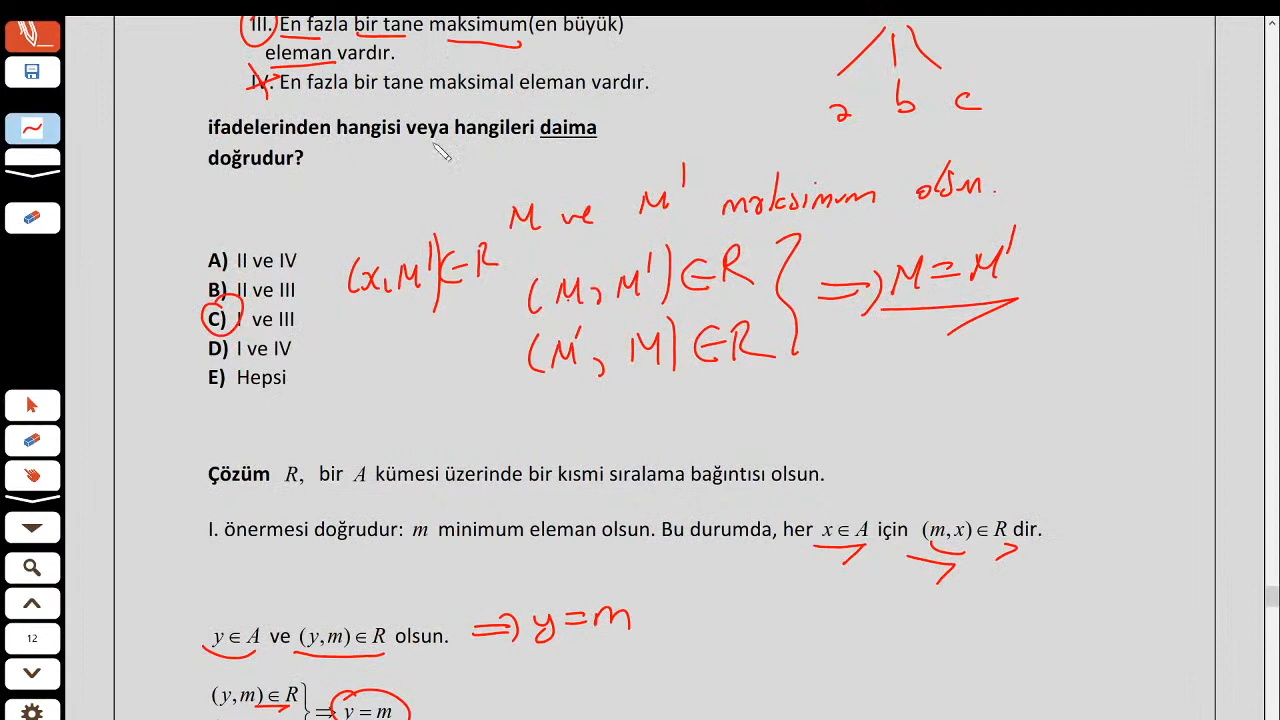 III. En fazla bir tane maksimum(en büyük)
eleman vardır.
IV. En fazla bir tane maksimal eleman vardır.
a b c
ifadelerinden hangisi veya hangileri daima
doğrudur?
M ve M' maksimum olsun.
A) II ve IV
B) II ve III
C) I ve III
D) I ve IV
E) Hepsi
(x, M') ∈ R
(M, M') ∈ R
(M', M) ∈ R
} ⟹ M = M'
Çözüm R, bir A kümesi üzerinde bir kısmi sıralama bağıntısı olsun.
I. önermesi doğrudur: m minimum eleman olsun. Bu durumda, her x ∈ A için (m, x) ∈ R dir.
y ∈ A ve (y, m) ∈ R olsun. ⟹ y = m
(y, m) ∈ R
} ⟹ y = m
12